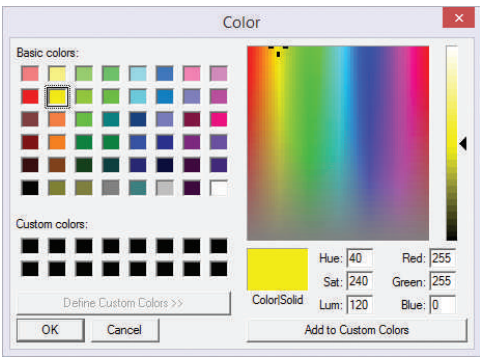 Color
Basic colors:
Custom colors:
Define Custom Colors >>
OK Cancel
Hue: 40 Red: 255
Sat: 240 Green: 255
Color|Solid Lum: 120 Blue: 0
Add to Custom Colors